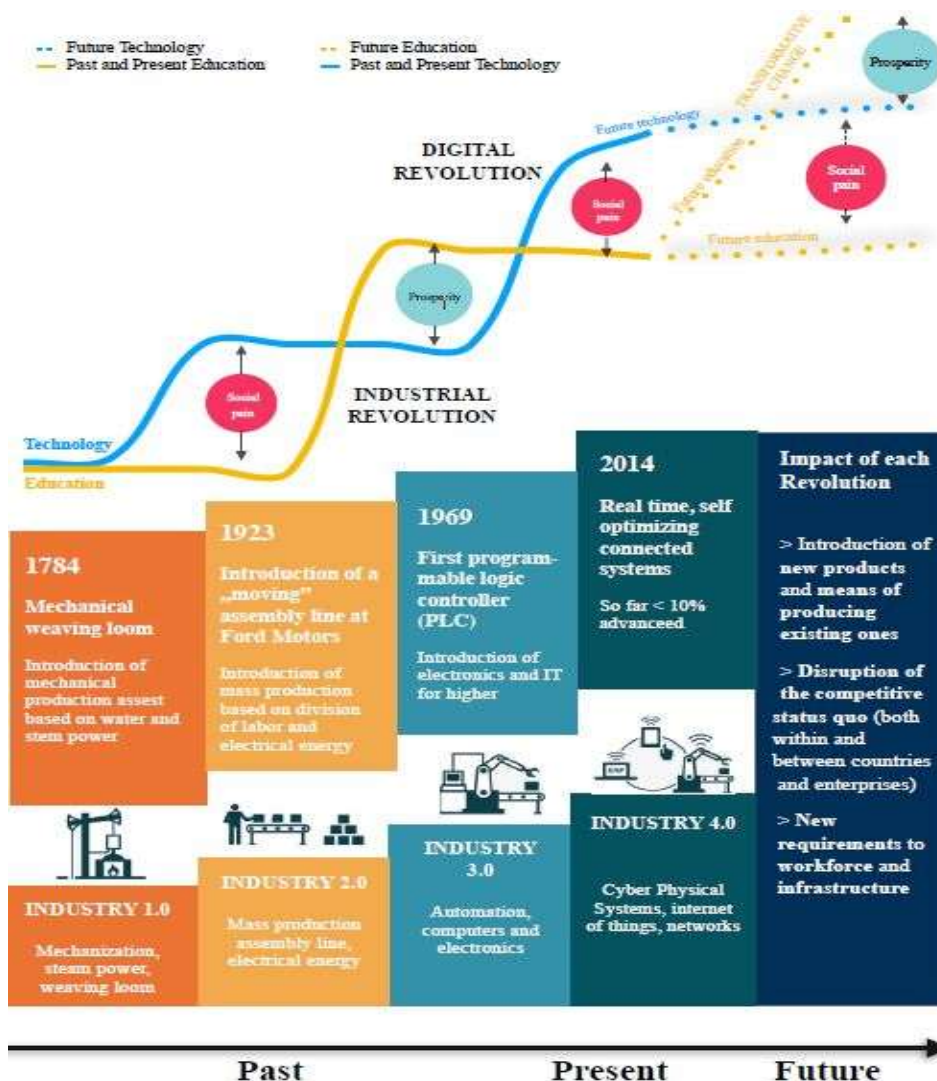 Future Technology
Past and Present Education
Future Education
Past and Present Technology
TRANSFORMATIVE
CHANGE
Prosperity
Future technology
DIGITAL
REVOLUTION
Future education
Social
pain
Social
pain
Future education
Prosperity
Social
pain
INDUSTRIAL
REVOLUTION
Technology
Education
1784
Mechanical
weaving loom
Introduction of
mechanical
production assest
based on water and
stem power
INDUSTRY 1.0
Mechanization,
steam power,
weaving loom
1923
Introduction of a
„moving”
assembly line at
Ford Motors
Introduction of
mass production
based on division
of labor and
electrical energy
INDUSTRY 2.0
Mass production
assembly line,
electrical energy
1969
First program-
mable logic
controller
(PLC)
Introduction of
electronics and IT
for higher
INDUSTRY
3.0
Automation,
computers and
electronics
2014
Real time, self
optimizing
connected
systems
So far < 10%
advanceed
INDUSTRY 4.0
Cyber Physical
Systems, internet
of things, networks
Impact of each
Revolution
> Introduction of
new products
and means of
producing
existing ones
> Disruption of
the competitive
status quo (both
within and
between countries
and enterprises)
> New
requirements to
workforce and
infrastructure
Past
Present
Future